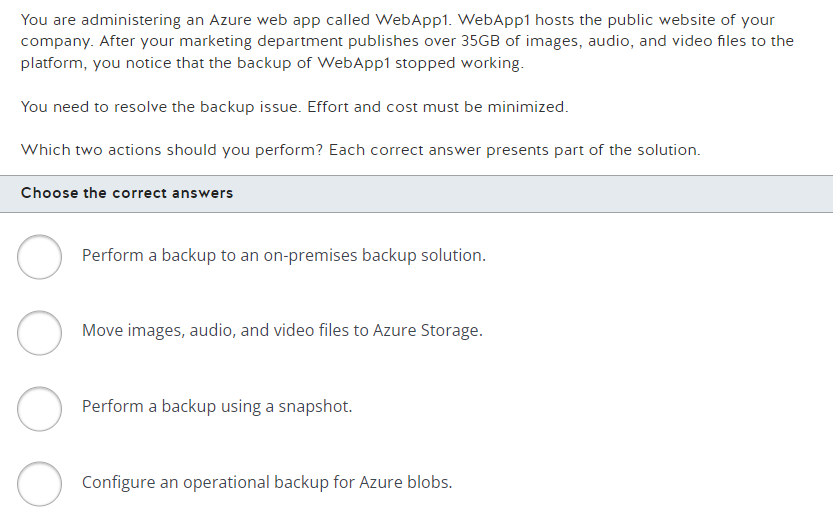 You are administering an Azure web app called WebApp1. WebApp1 hosts the public website of your
company. After your marketing department publishes over 35GB of images, audio, and video files to the
platform, you notice that the backup of WebApp1 stopped working.
You need to resolve the backup issue. Effort and cost must be minimized.
Which two actions should you perform? Each correct answer presents part of the solution.
Choose the correct answers
Perform a backup to an on-premises backup solution.
Move images, audio, and video files to Azure Storage.
Perform a backup using a snapshot.
Configure an operational backup for Azure blobs.